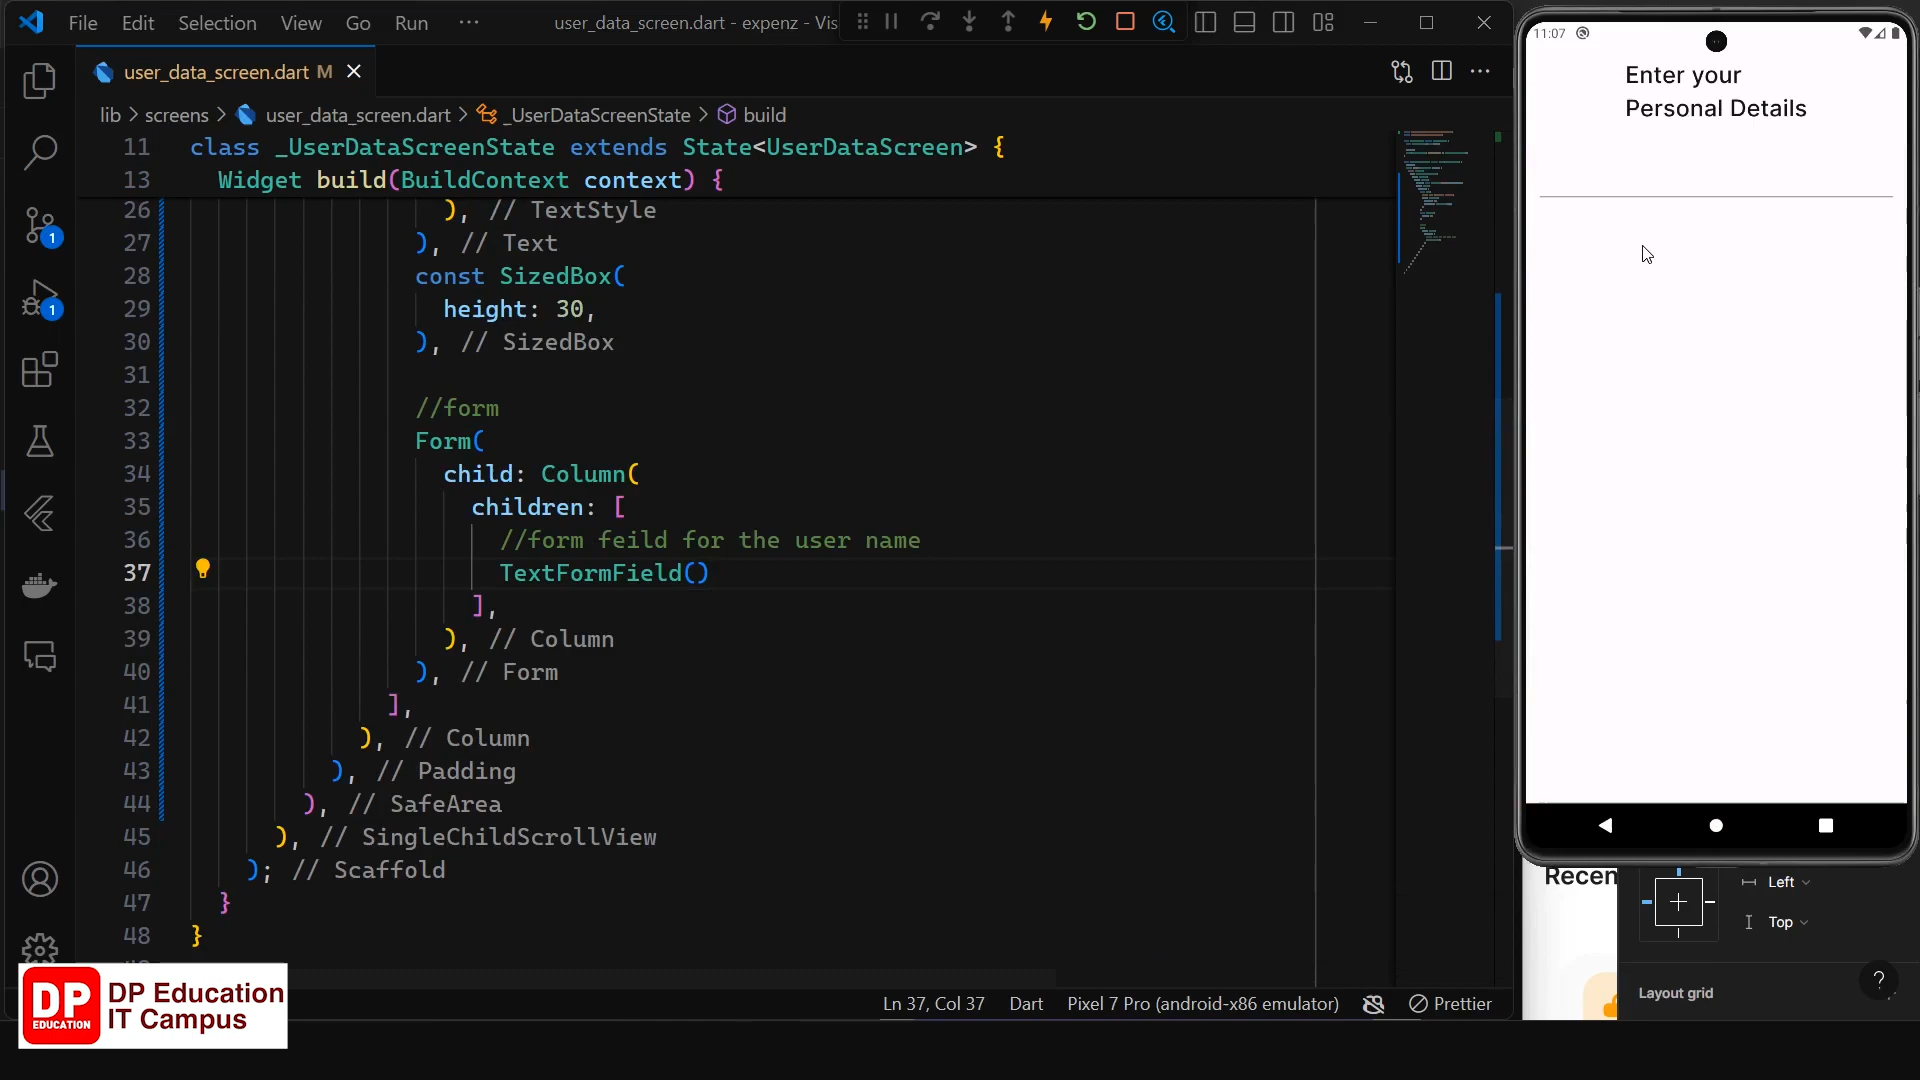 File Edit Selection View Go Run ··· user_data_screen.dart - expenz - Vis
user_data_screen.dart M
lib > screens > user_data_screen.dart > _UserDataScreenState > build
11 class _UserDataScreenState extends State<UserDataScreen> {
13 Widget build(BuildContext context) {
26 ), // TextStyle
27 ), // Text
28 const SizedBox(
29 height: 30,
30 ), // SizedBox
31
32 //form
33 Form(
34 child: Column(
35 children: [
36 //form feild for the user name
37 TextFormField()
38 ],
39 ), // Column
40 ), // Form
41 ],
42 ), // Column
43 ), // Padding
44 ), // SafeArea
45 ), // SingleChildScrollView
46 ); // Scaffold
47 }
48 }
Ln 37, Col 37 Dart Pixel 7 Pro (android-x86 emulator) Prettier
1
1
DP
EDUCATION
DP Education
IT Campus
11:07
Enter your
Personal Details
Recen
Left
Top
Layout grid
?